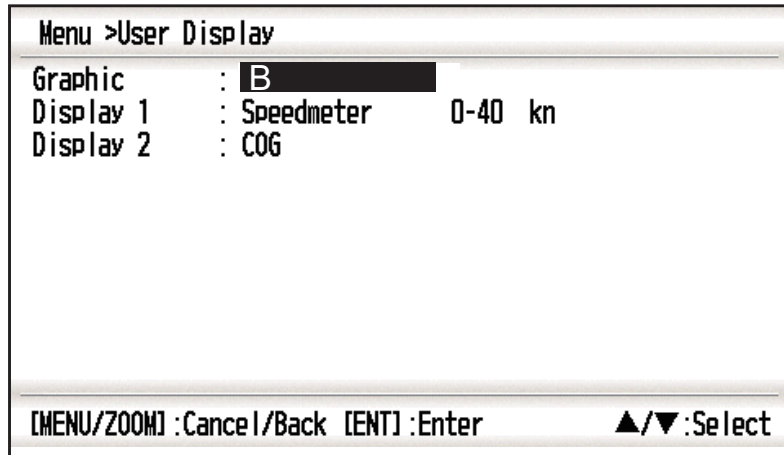 Menu >User Display
Graphic : B
Display 1 : Speedmeter 0-40 kn
Display 2 : COG
[MENU/ZOOM]:Cancel/Back [ENT]:Enter ▲/▼:Select